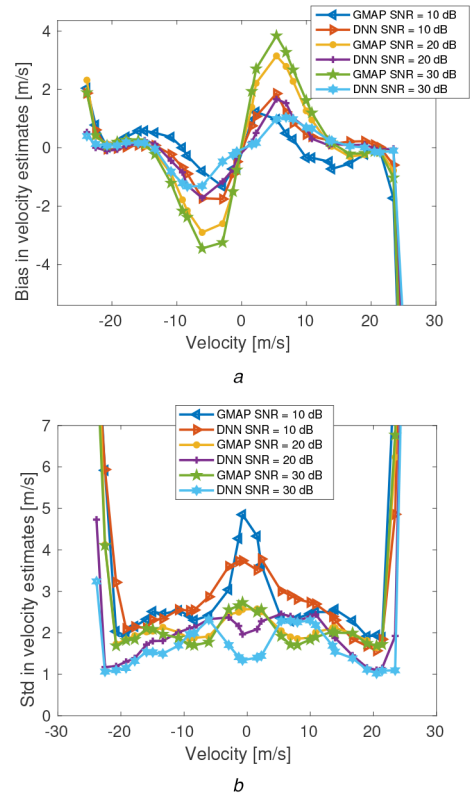 GMAP SNR = 10 dB
DNN SNR = 10 dB
GMAP SNR = 20 dB
DNN SNR = 20 dB
GMAP SNR = 30 dB
DNN SNR = 30 dB
Bias in velocity estimates [m/s]
4
2
0
-2
-4
-20
-10
0
10
20
30
Velocity [m/s]
a
GMAP SNR = 10 dB
DNN SNR = 10 dB
GMAP SNR = 20 dB
DNN SNR = 20 dB
GMAP SNR = 30 dB
DNN SNR = 30 dB
Std in velocity estimates [m/s]
7
6
5
4
3
2
1
0
-30
-20
-10
0
10
20
30
Velocity [m/s]
b